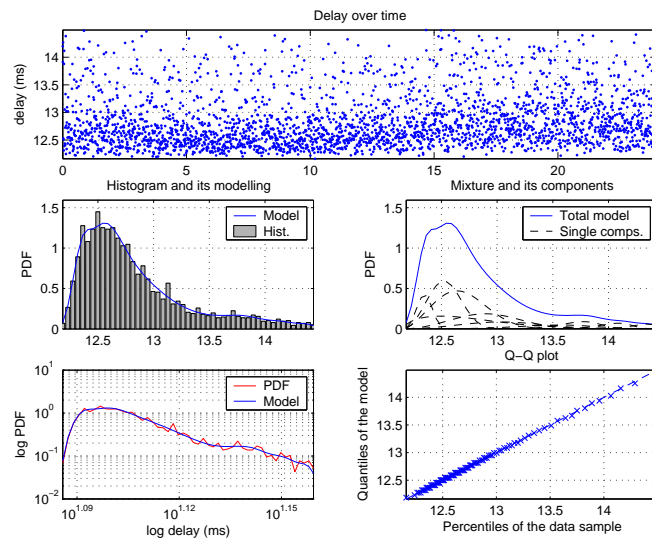 Delay over time
delay (ms)
14
13.5
13
12.5
0 5 10 15 20
Histogram and its modelling
Mixture and its components
PDF
1.5
1
0.5
0
Model
Hist.
12.5 13 13.5 14
PDF
1.5
1
0.5
0
Total model
Single comps.
12.5 13 13.5 14
log PDF
10^1
10^0
10^−1
10^−2
PDF
Model
10^1.09 10^1.12 10^1.15
log delay (ms)
Q−Q plot
Quantiles of the model
14
13.5
13
12.5
12.5 13 13.5 14
Percentiles of the data sample